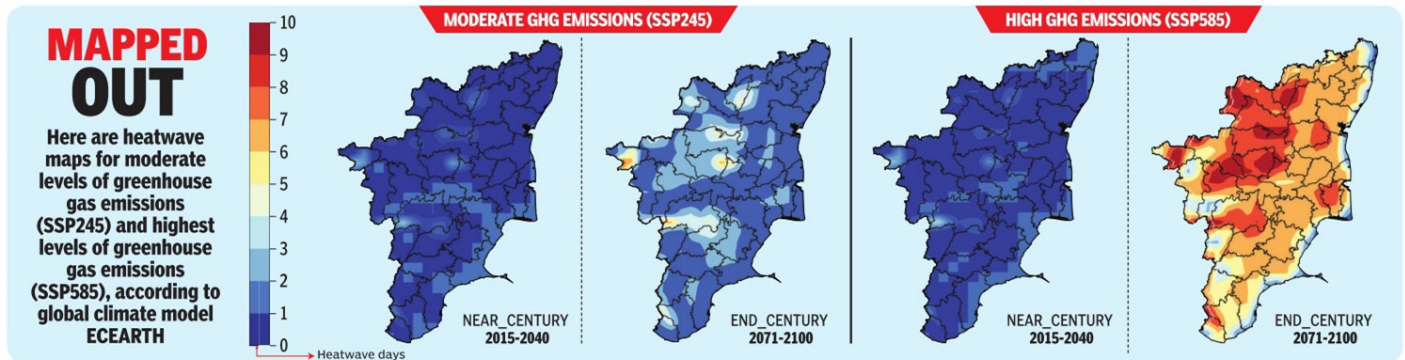 MAPPED
OUT
Here are heatwave
maps for moderate
levels of greenhouse
gas emissions
(SSP245) and highest
levels of greenhouse
gas emissions
(SSP585), according to
global climate model
ECEARTH
10
9
8
7
6
5
4
3
2
1
0
Heatwave days
MODERATE GHG EMISSIONS (SSP245)
NEAR_CENTURY
2015-2040
END_CENTURY
2071-2100
HIGH GHG EMISSIONS (SSP585)
NEAR_CENTURY
2015-2040
END_CENTURY
2071-2100